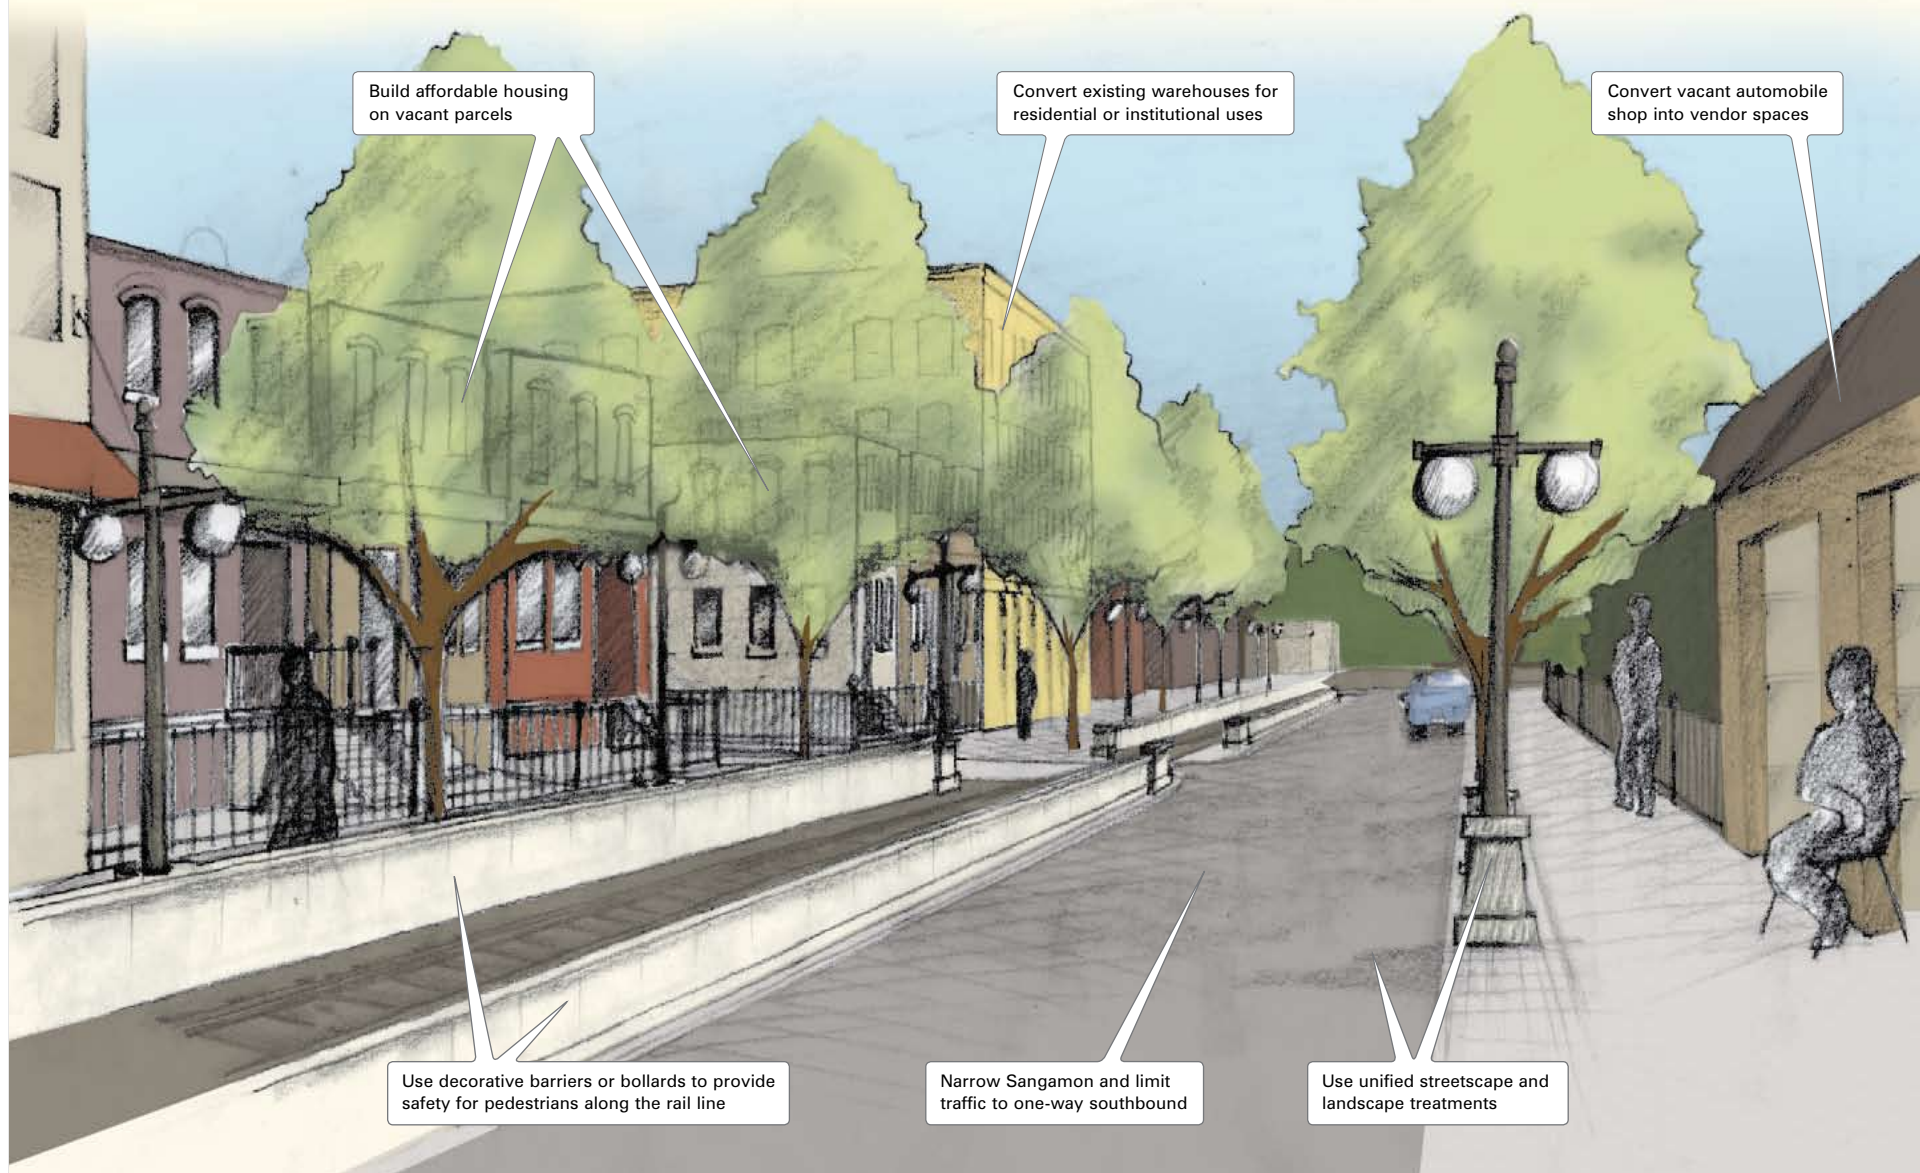 Build affordable housing
on vacant parcels
Convert existing warehouses for
residential or institutional uses
Convert vacant automobile
shop into vendor spaces
Use decorative barriers or bollards to provide
safety for pedestrians along the rail line
Narrow Sangamon and limit
traffic to one-way southbound
Use unified streetscape and
landscape treatments